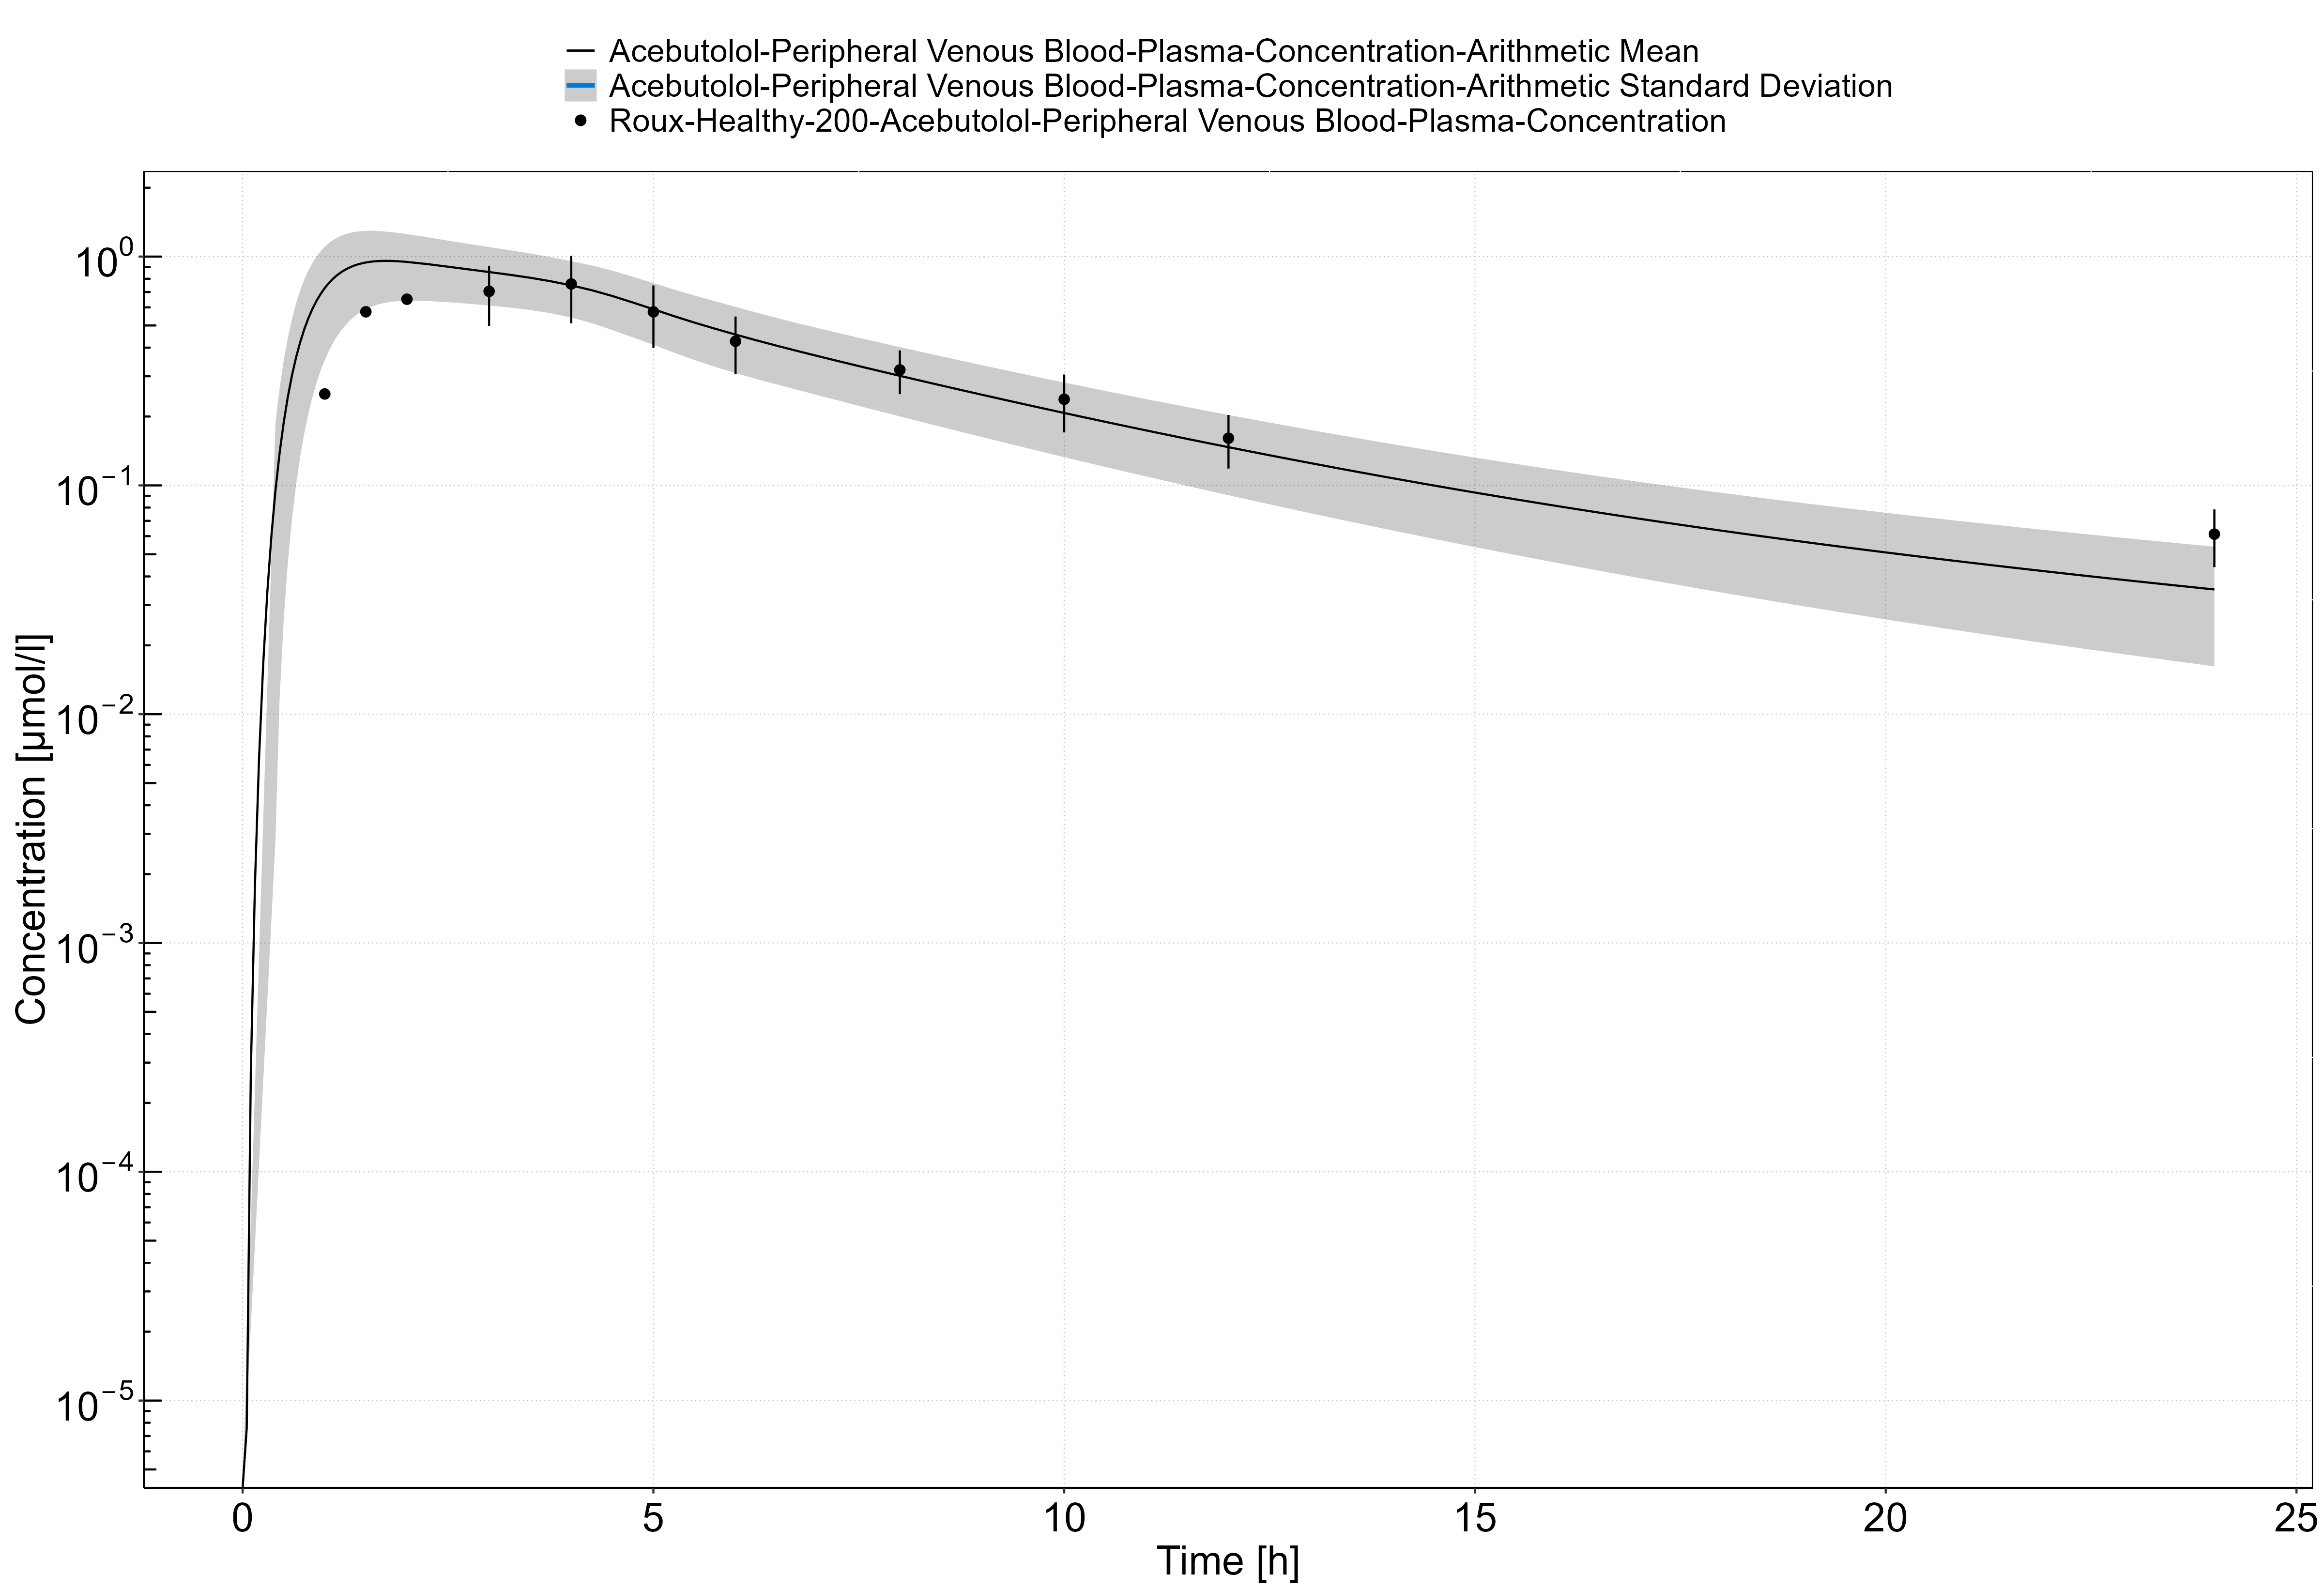 Acebutolol-Peripheral Venous Blood-Plasma-Concentration-Arithmetic Mean
Acebutolol-Peripheral Venous Blood-Plasma-Concentration-Arithmetic Standard Deviation
Roux-Healthy-200-Acebutolol-Peripheral Venous Blood-Plasma-Concentration
Concentration [µmol/l]
10⁰
10⁻¹
10⁻²
10⁻³
10⁻⁴
10⁻⁵
0 5 10 15 20 25
Time [h]